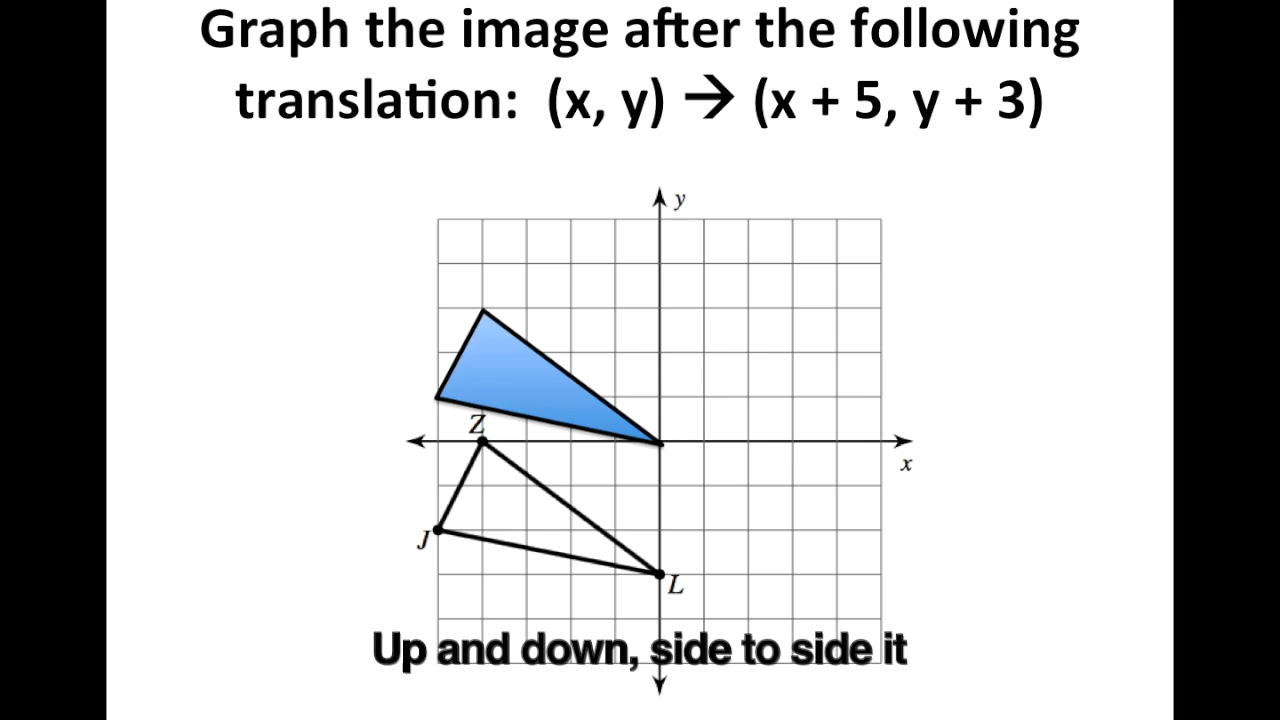 Graph the image after the following
translation: (x, y) → (x + 5, y + 3)
y
Z
x
J
L
Up and down, side to side it